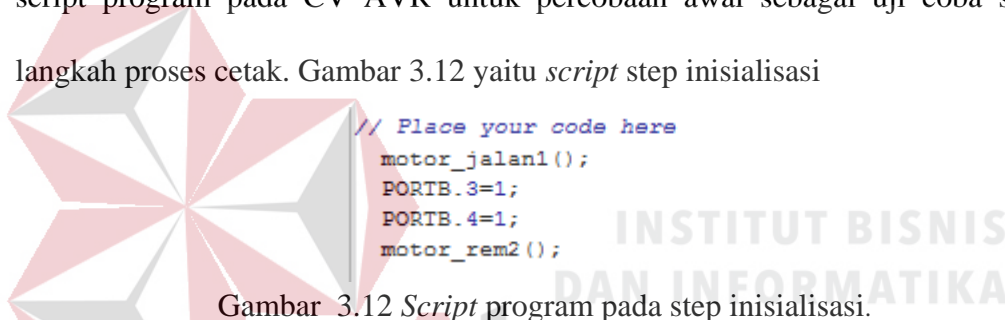 script program pada CV AVR untuk percobaan awal sebagai uji coba
langkah proses cetak. Gambar 3.12 yaitu script step inisialisasi
// Place your code here
motor_jalan1();
PORTB.3=1;
PORTB.4=1;
motor_rem2();
INSTITUT BISNIS
DAN INFORMATIKA
Gambar 3.12 Script program pada step inisialisasi.